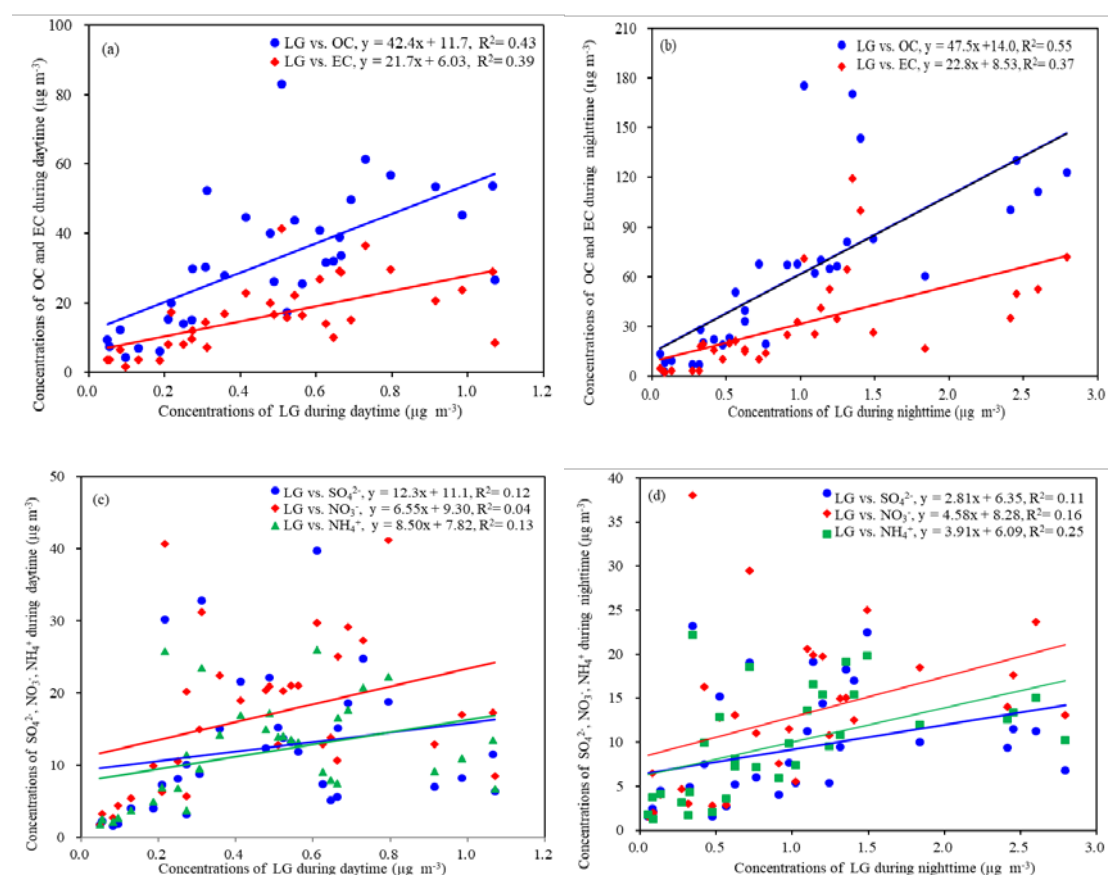 (a)
LG vs. OC, y = 42.4x + 11.7, R²= 0.43
LG vs. EC, y = 21.7x + 6.03, R²= 0.39
Concentrations of OC and EC during daytime (μg m⁻³)
100
80
60
40
20
0
0.0 0.2 0.4 0.6 0.8 1.0 1.2
Concentrations of LG during daytime (μg m⁻³)
(b)
LG vs. OC, y = 47.5x +14.0, R²= 0.55
LG vs. EC, y = 22.8x + 8.53, R²= 0.37
Concentrations of OC and EC during nighttime (μg m⁻³)
210
180
150
120
90
60
30
0
0.0 0.5 1.0 1.5 2.0 2.5 3.0
Concentrations of LG during nighttime (μg m⁻³)
(c)
LG vs. SO₄²⁻, y = 12.3x + 11.1, R²= 0.12
LG vs. NO₃⁻, y = 6.55x + 9.30, R²= 0.04
LG vs. NH₄⁺, y = 8.50x + 7.82, R²= 0.13
Concentrations of SO₄²⁻, NO₃⁻, NH₄⁺ during daytime (μg m⁻³)
50
40
30
20
10
0
0.0 0.2 0.4 0.6 0.8 1.0 1.2
Concentrations of LG during daytime (μg m⁻³)
(d)
LG vs. SO₄²⁻, y = 2.81x + 6.35, R²= 0.11
LG vs. NO₃⁻, y = 4.58x + 8.28, R²= 0.16
LG vs. NH₄⁺, y = 3.91x + 6.09, R²= 0.25
Concentrations of SO₄²⁻, NO₃⁻, NH₄⁺ during nighttime (μg m⁻³)
40
35
30
25
20
15
10
5
0
0.0 0.5 1.0 1.5 2.0 2.5 3.0
Concentrations of LG during nighttime (μg m⁻³)